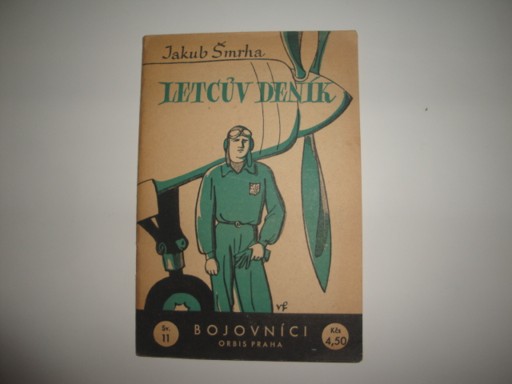 Jakub Šmrha
LETCŮV DENÍK
Sv.
11
BOJOVNÍCI
ORBIS PRAHA
Kčs
4,50